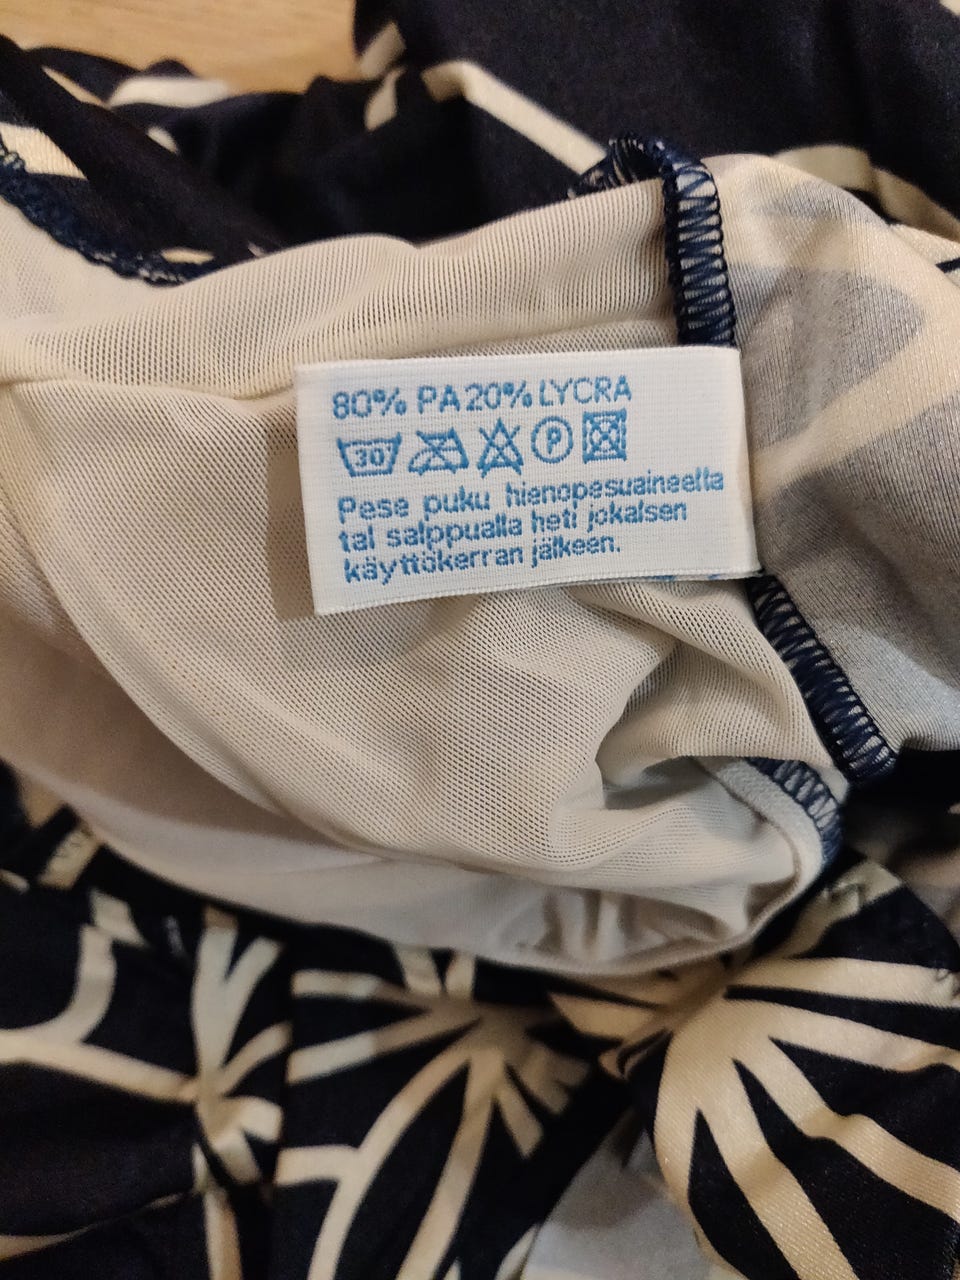 80% PA 20% LYCRA
30 P
Pese puku hienopesuaineella
tai saippualla heti jokaisen
käyttökerran jälkeen.